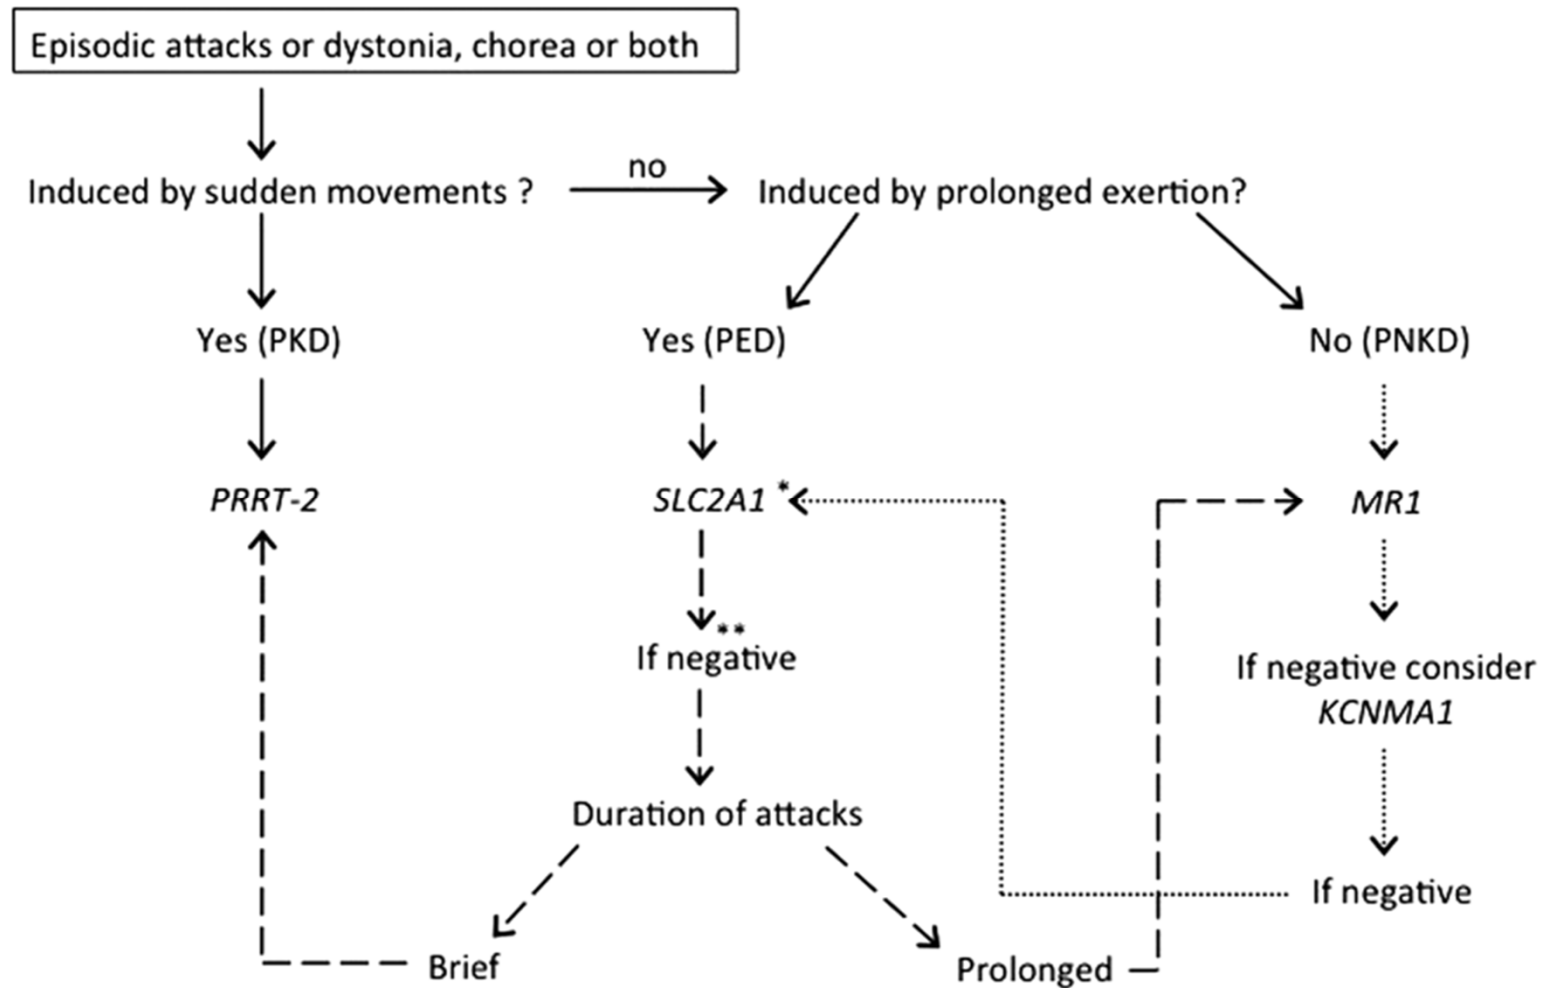 Episodic attacks or dystonia, chorea or both
Induced by sudden movements ?
no
Induced by prolonged exertion?
Yes (PKD)
Yes (PED)
No (PNKD)
PRRT-2
SLC2A1 *
MR1
**
If negative
If negative consider
KCNMA1
Duration of attacks
If negative
Brief
Prolonged